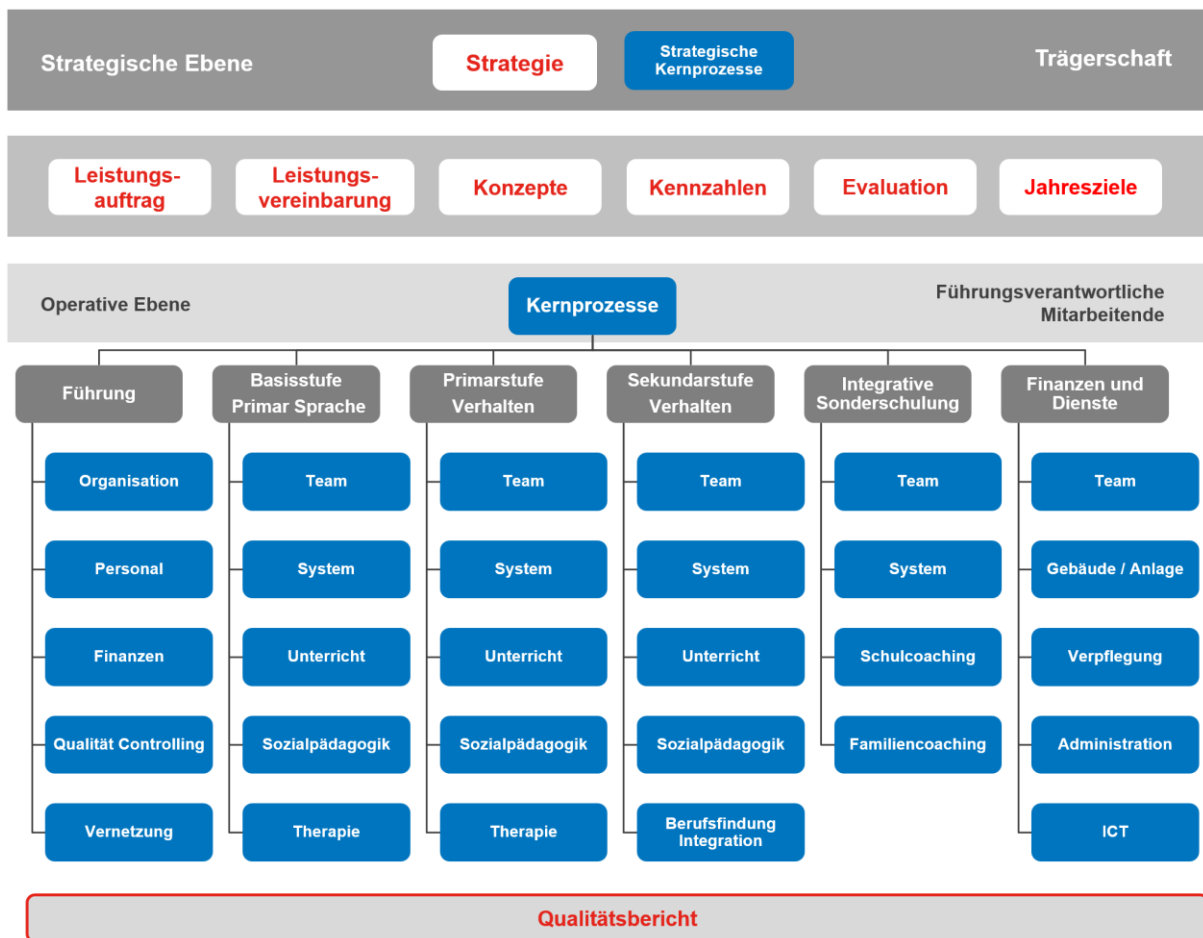 Strategische Ebene
Strategie
Strategische
Kernprozesse
Trägerschaft
Leistungs-
auftrag
Leistungs-
vereinbarung
Konzepte
Kennzahlen
Evaluation
Jahresziele
Operative Ebene
Kernprozesse
Führungsverantwortliche
Mitarbeitende
Führung
Basisstufe
Primar Sprache
Primarstufe
Verhalten
Sekundarstufe
Verhalten
Integrative
Sonderschulung
Finanzen und
Dienste
Organisation
Team
Team
Team
Team
Team
Personal
System
System
System
System
Gebäude / Anlage
Finanzen
Unterricht
Unterricht
Unterricht
Schulcoaching
Verpflegung
Qualität Controlling
Sozialpädagogik
Sozialpädagogik
Sozialpädagogik
Familiencoaching
Administration
Vernetzung
Therapie
Therapie
Berufsfindung
Integration
ICT
Qualitätsbericht